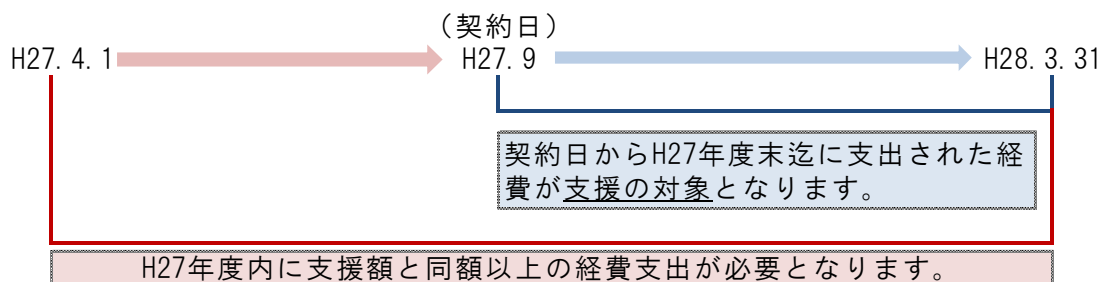 （契約日）
H27.4.1 H27.9 H28.3.31
契約日からH27年度末迄に支出された経
費が支援の対象となります。
H27年度内に支援額と同額以上の経費支出が必要となります。